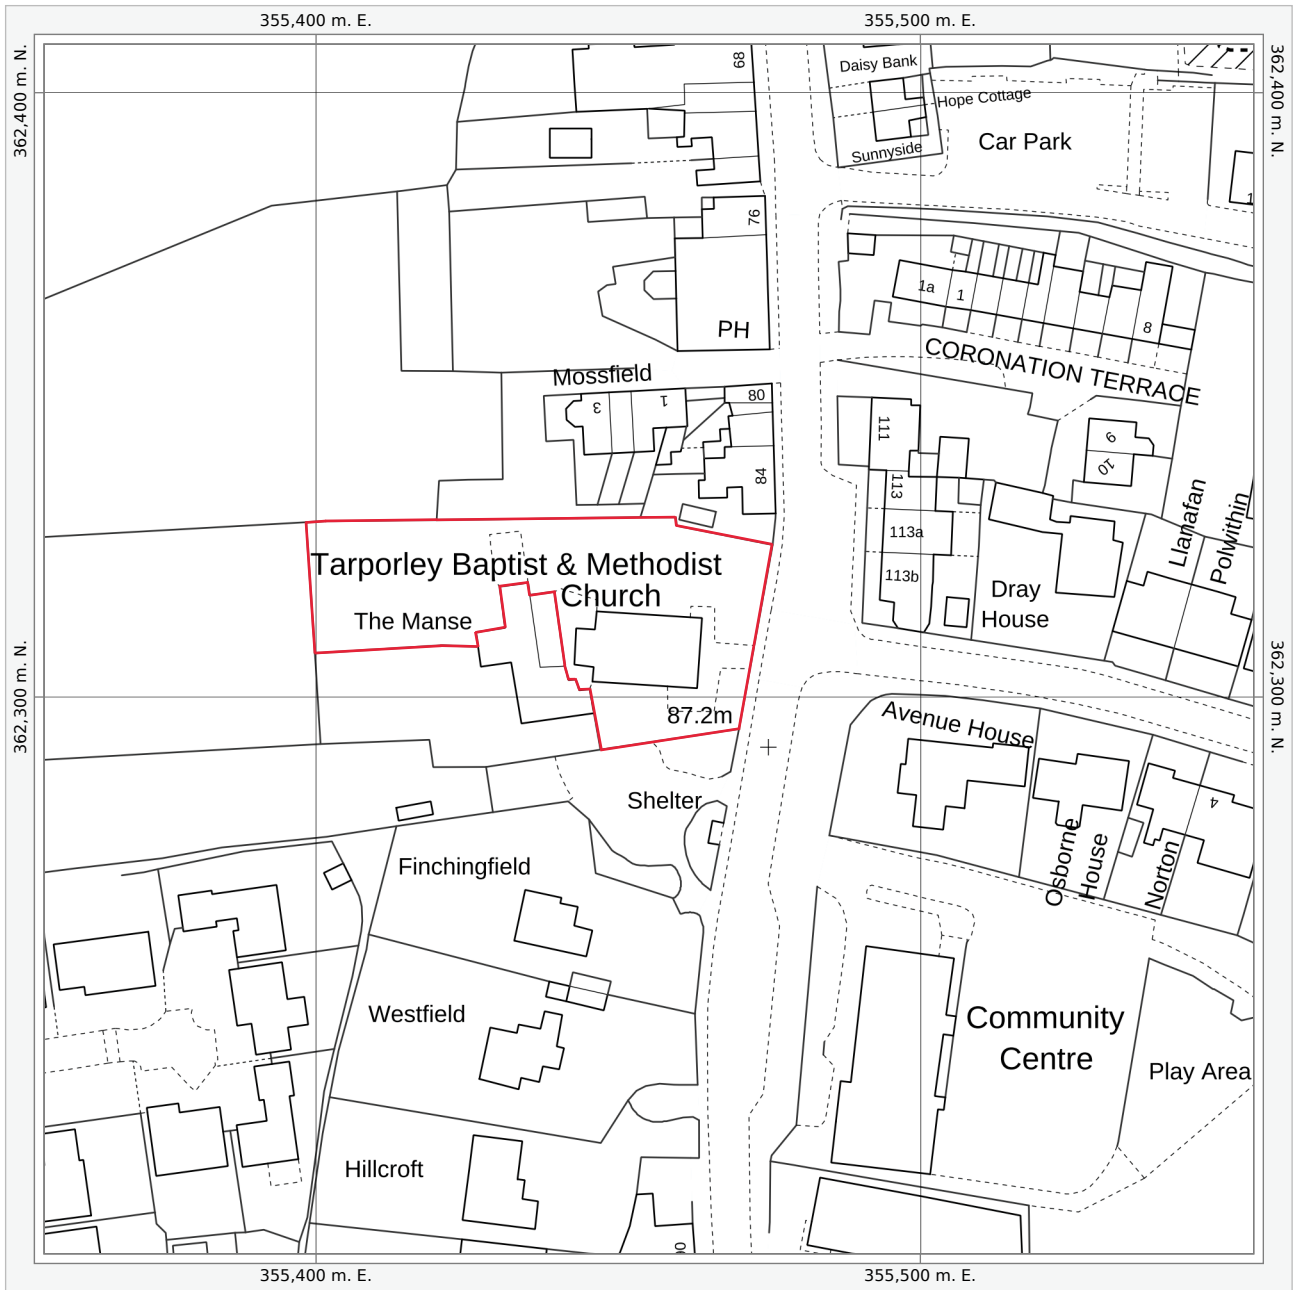 355,400 m. E.
355,500 m. E.
362,400 m. N.
362,400 m. N.
68
Daisy Bank
Hope Cottage
Sunnyside
Car Park
1
76
PH
1a
1
8
CORONATION TERRACE
Mossfield
3
1
80
84
111
113
113a
113b
9
10
Llanafan
Polwithin
Dray
House
Tarporley Baptist & Methodist
Church
The Manse
87.2m
362,300 m. N.
362,300 m. N.
Avenue House
Osborne
House
Norton
4
Shelter
Finchingfield
Westfield
Hillcroft
Community
Centre
Play Area
355,400 m. E.
355,500 m. E.